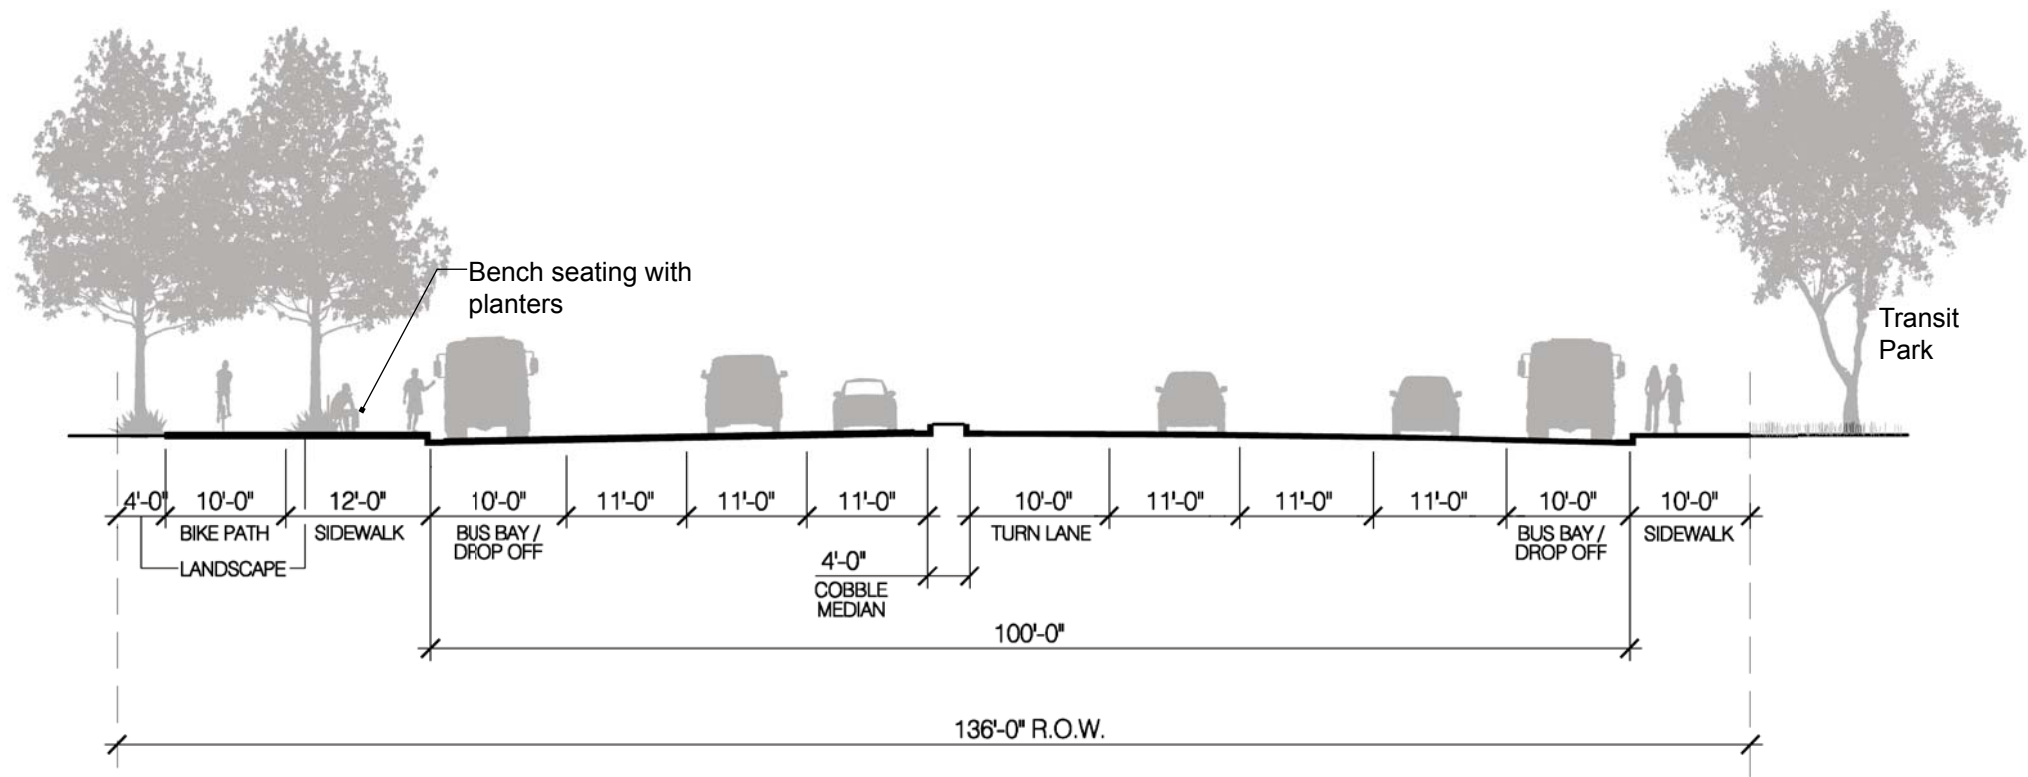 Bench seating with
planters
Transit
Park
4'-0" 10'-0" 12'-0" 10'-0" 11'-0" 11'-0" 11'-0" 10'-0" 11'-0" 11'-0" 11'-0" 10'-0" 10'-0"
BIKE PATH SIDEWALK BUS BAY / TURN LANE BUS BAY / SIDEWALK
DROP OFF DROP OFF
LANDSCAPE
4'-0"
COBBLE
MEDIAN
100'-0"
136'-0" R.O.W.